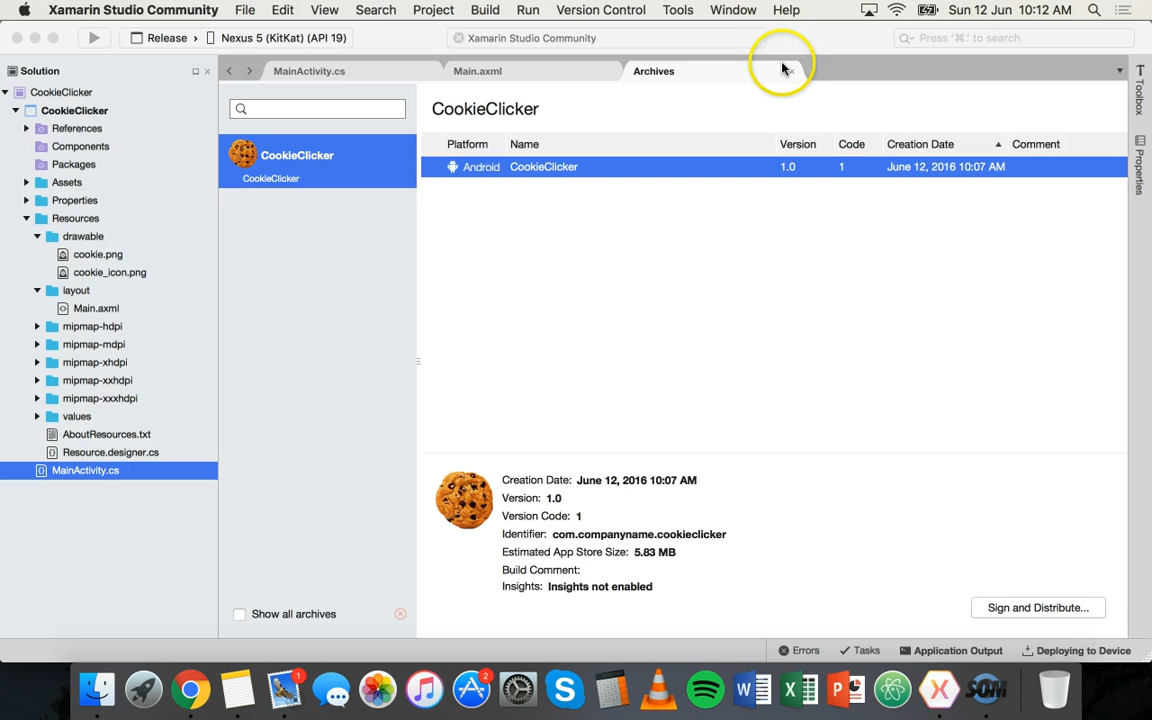 Xamarin Studio Community File Edit View Search Project Build Run Version Control Tools Window Help Sun 12 Jun 10:12 AM
Release Nexus 5 (KitKat) (API 19) Xamarin Studio Community Press '⌘.' to search
Solution
MainActivity.cs
Main.axml
Archives
Toolbox
Properties
CookieClicker
CookieClicker
References
Components
Packages
Assets
Properties
Resources
drawable
cookie.png
cookie_icon.png
layout
Main.axml
mipmap-hdpi
mipmap-mdpi
mipmap-xhdpi
mipmap-xxhdpi
mipmap-xxxhdpi
values
AboutResources.txt
Resource.designer.cs
MainActivity.cs
CookieClicker
CookieClicker
Show all archives
CookieClicker
Platform Name Version Code Creation Date Comment
Android CookieClicker 1.0 1 June 12, 2016 10:07 AM
Creation Date: June 12, 2016 10:07 AM
Version: 1.0
Version Code: 1
Identifier: com.companyname.cookieclicker
Estimated App Store Size: 5.83 MB
Build Comment:
Insights: Insights not enabled
Sign and Distribute...
Errors Tasks Application Output Deploying to Device
1
2
W
X
P
SOM